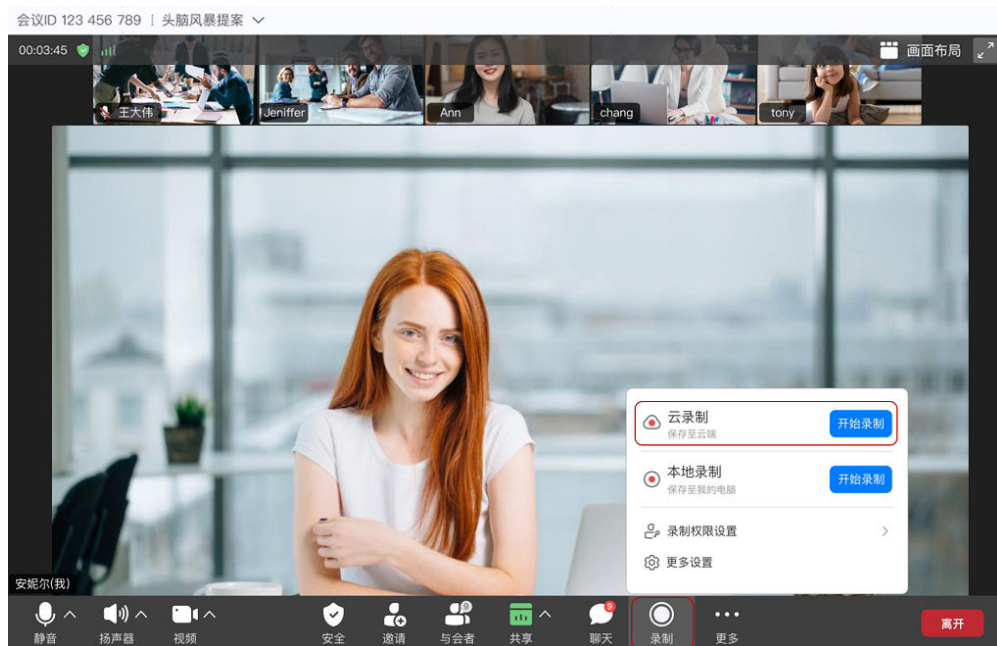 会议ID 123 456 789 ⁝ 头脑风暴提案
00:03:45
画面布局
王大伟
Jeniffer
Ann
chang
tony
云录制
保存至云端
开始录制
本地录制
保存至我的电脑
开始录制
录制权限设置
更多设置
安妮尔(我)
静音
扬声器
视频
安全
邀请
9
与会者
共享
9
聊天
录制
更多
离开